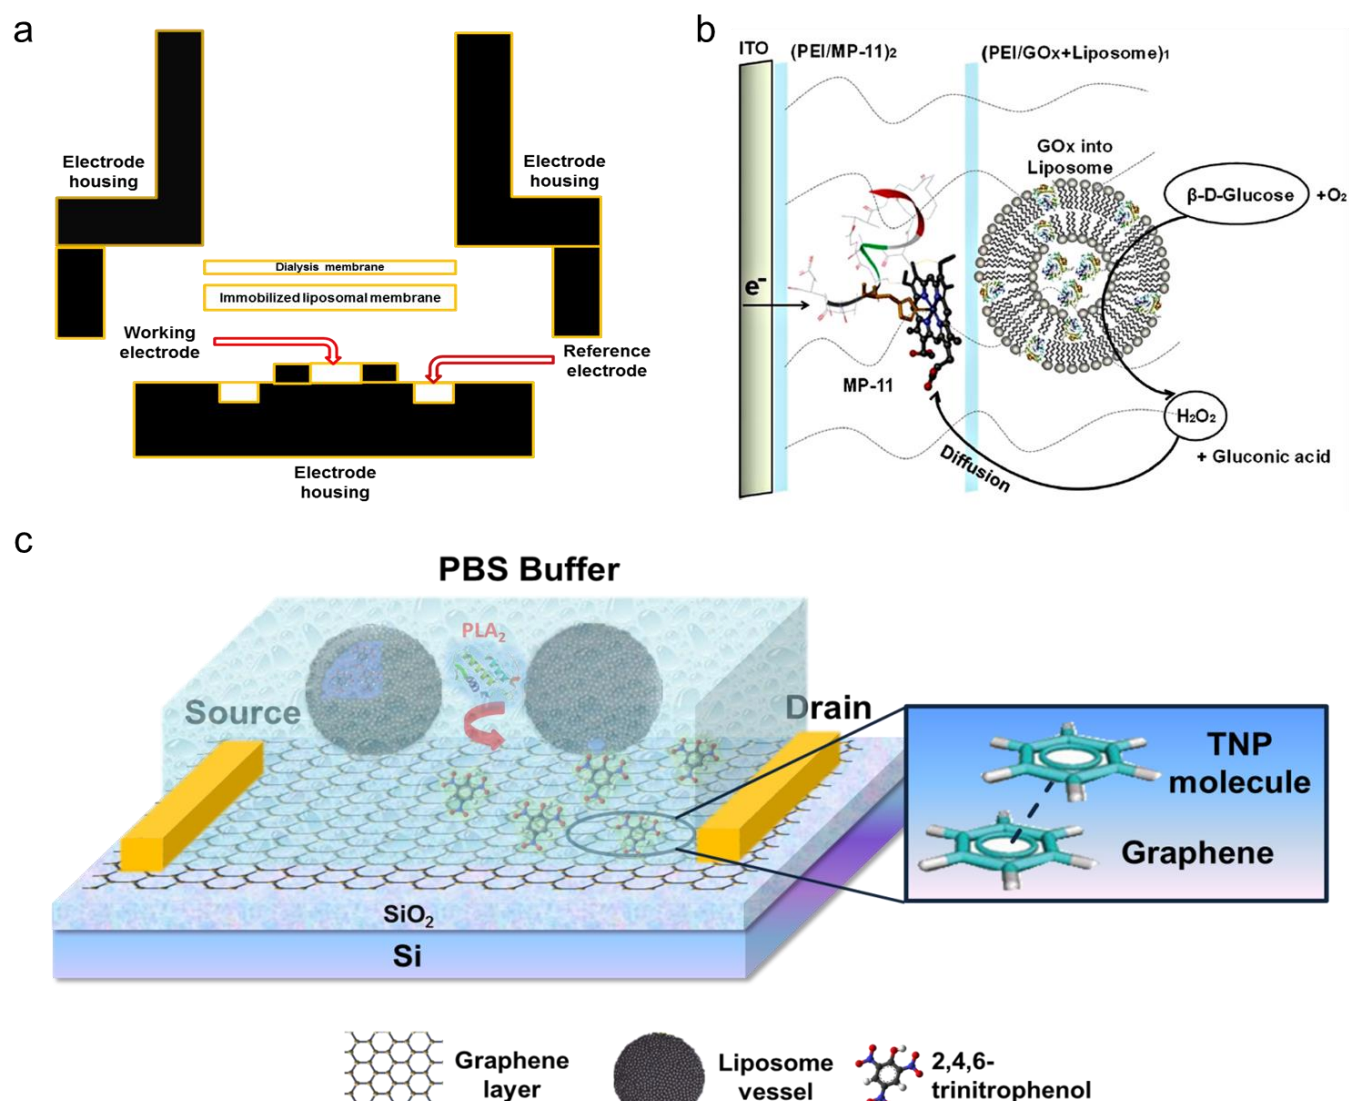 a
Electrode
housing
Electrode
housing
Dialysis membrane
Immobilized liposomal membrane
Working
electrode
Reference
electrode
Electrode
housing
b
ITO
(PEI/MP-11)₂
(PEI/GOx+Liposome)₁
GOx into
Liposome
β-D-Glucose
+O₂
e⁻
MP-11
H₂O₂
+ Gluconic acid
Diffusion
c
PBS Buffer
PLA₂
Source
Drain
TNP
molecule
Graphene
SiO₂
Si
Graphene
layer
Liposome
vessel
2,4,6-
trinitrophenol